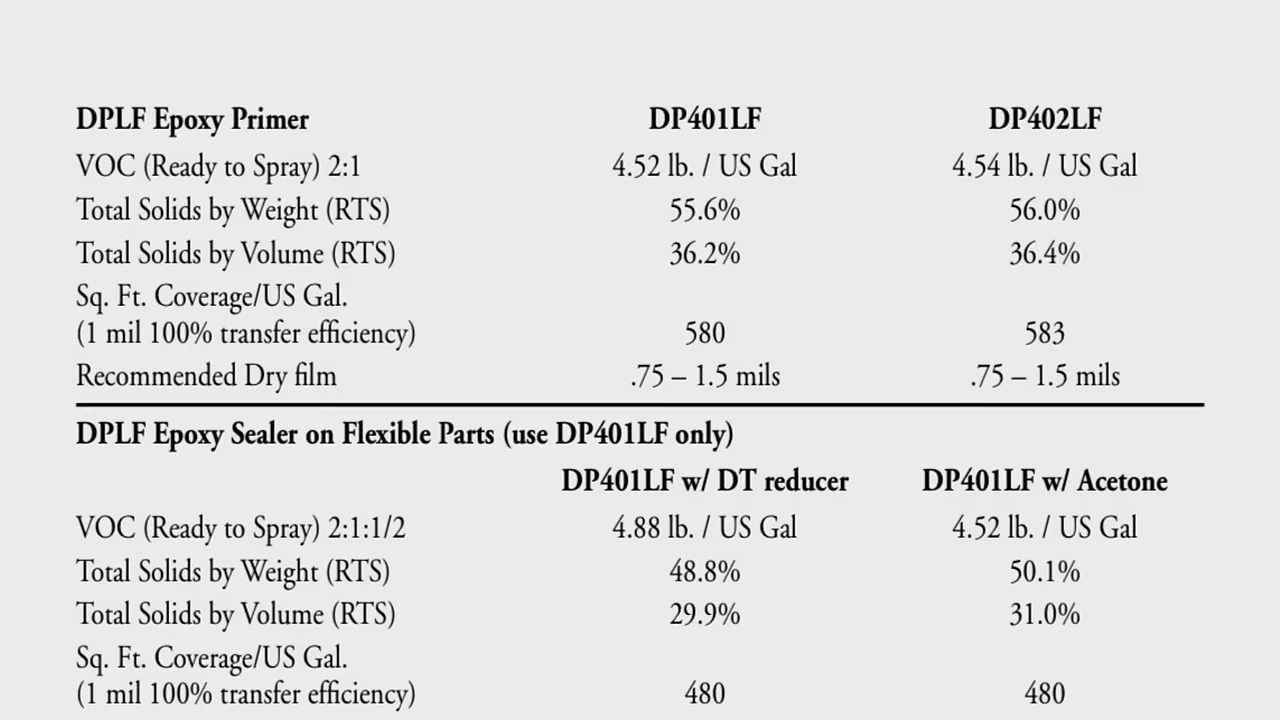 DPLF Epoxy Primer DP401LF DP402LF
VOC (Ready to Spray) 2:1 4.52 lb. / US Gal 4.54 lb. / US Gal
Total Solids by Weight (RTS) 55.6% 56.0%
Total Solids by Volume (RTS) 36.2% 36.4%
Sq. Ft. Coverage/US Gal.
(1 mil 100% transfer efficiency) 580 583
Recommended Dry film .75 – 1.5 mils .75 – 1.5 mils
DPLF Epoxy Sealer on Flexible Parts (use DP401LF only)
DP401LF w/ DT reducer DP401LF w/ Acetone
VOC (Ready to Spray) 2:1:1/2 4.88 lb. / US Gal 4.52 lb. / US Gal
Total Solids by Weight (RTS) 48.8% 50.1%
Total Solids by Volume (RTS) 29.9% 31.0%
Sq. Ft. Coverage/US Gal.
(1 mil 100% transfer efficiency) 480 480